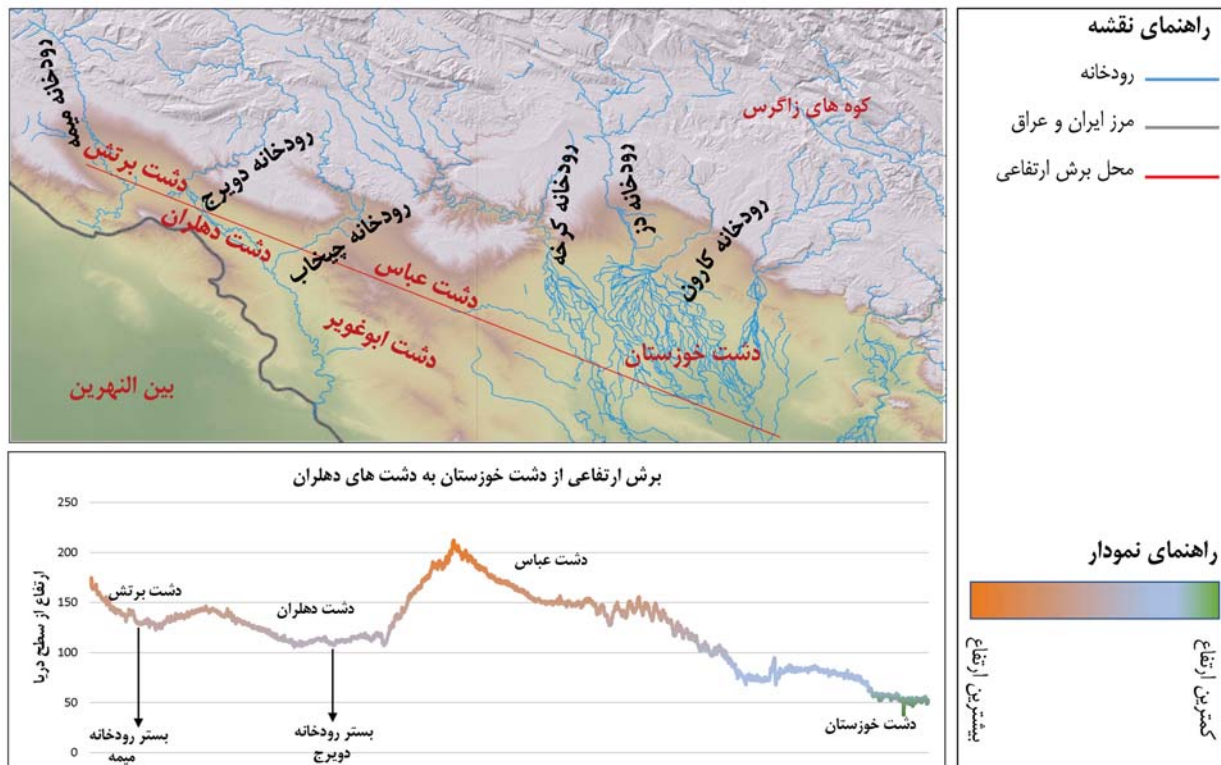 راهنمای نقشه
رودخانه
مرز ایران و عراق
محل برش ارتفاعی
کوه های زاگرس
رودخانه میمه
دشت برتش
رودخانه دویرج
دشت دهلران
رودخانه چیخاب
دشت عباس
دشت ابوغویر
رودخانه کرخه
رودخانه دز
رودخانه کارون
دشت خوزستان
بین النهرین
برش ارتفاعی از دشت خوزستان به دشت های دهلران
ارتفاع از سطح دریا
250
200
150
100
50
0
دشت برتش
دشت دهلران
دشت عباس
دشت خوزستان
بستر رودخانه
میمه
بستر رودخانه
دویرج
راهنمای نمودار
بیشترین ارتفاع
کمترین ارتفاع